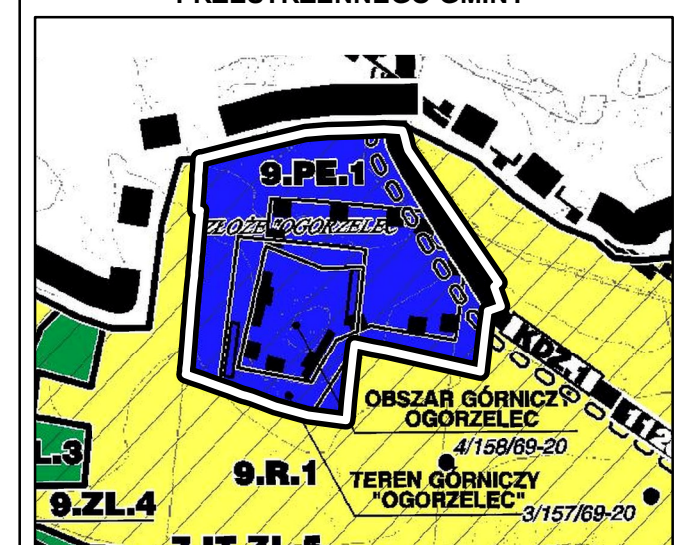 PRZESTRZENNEGO GMINY
9.PE.1
ZŁOŻE "OGORZELEC"
KDZ.1
OBSZAR GÓRNICZY
OGORZELEC
4/158/69-20
L.3
9.R.1
TEREN GÓRNICZY
"OGORZELEC"
3/157/69-20
9.ZL.4